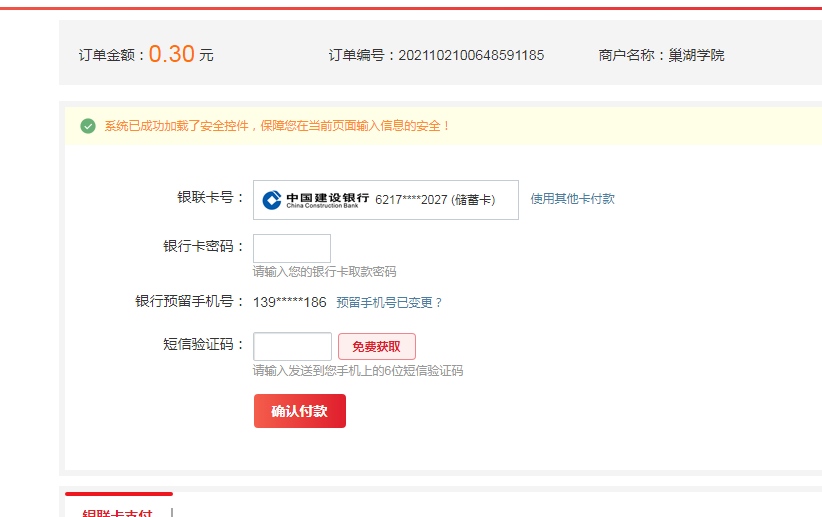 订单金额：0.30 元 订单编号：2021102100648591185 商户名称：巢湖学院
系统已成功加载了安全控件，保障您在当前页面输入信息的安全！
银联卡号： 中国建设银行 China Construction Bank 6217****2027 (储蓄卡) 使用其他卡付款
银行卡密码：
请输入您的银行卡取款密码
银行预留手机号： 139*****186 预留手机号已变更？
短信验证码： 免费获取
请输入发送到您手机上的6位短信验证码
确认付款
银联卡支付